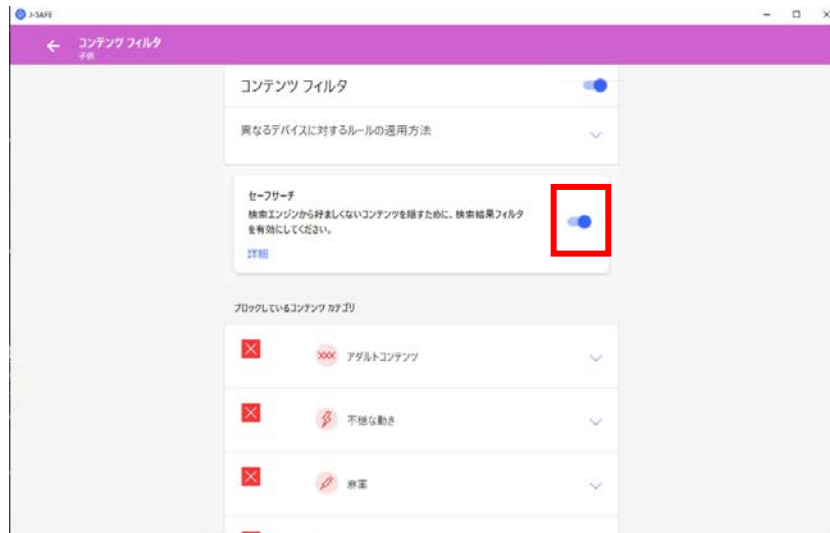 J-SAFE
コンテンツ フィルタ
子供
コンテンツ フィルタ
異なるデバイスに対するルールの適用方法
セーフサーチ
検索エンジンから好ましくないコンテンツを隠すために、検索結果フィルタ
を有効にしてください。
詳細
ブロックしているコンテンツ カテゴリ
XXX アダルトコンテンツ
不穏な動き
麻薬